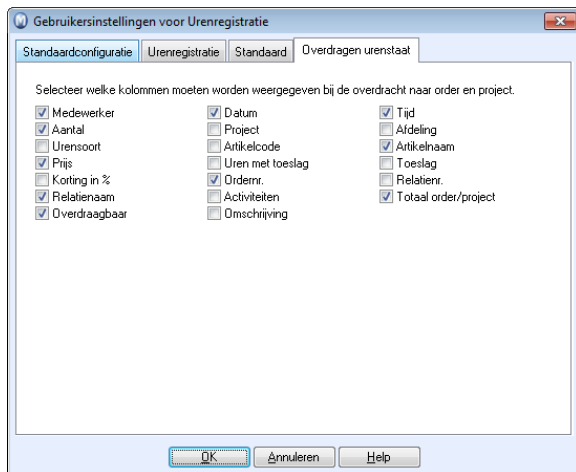 Gebruikersinstellingen voor Urenregistratie
Standaardconfiguratie Urenregistratie Standaard Overdragen urenstaat
Selecteer welke kolommen moeten worden weergegeven bij de overdracht naar order en project.
Medewerker Datum Tijd
Aantal Project Afdeling
Urensoort Artikelcode Artikelnaam
Prijs Uren met toeslag Toeslag
Korting in % Ordernr. Relatienr.
Relatienaam Activiteiten Totaal order/project
Overdraagbaar Omschrijving
OK Annuleren Help